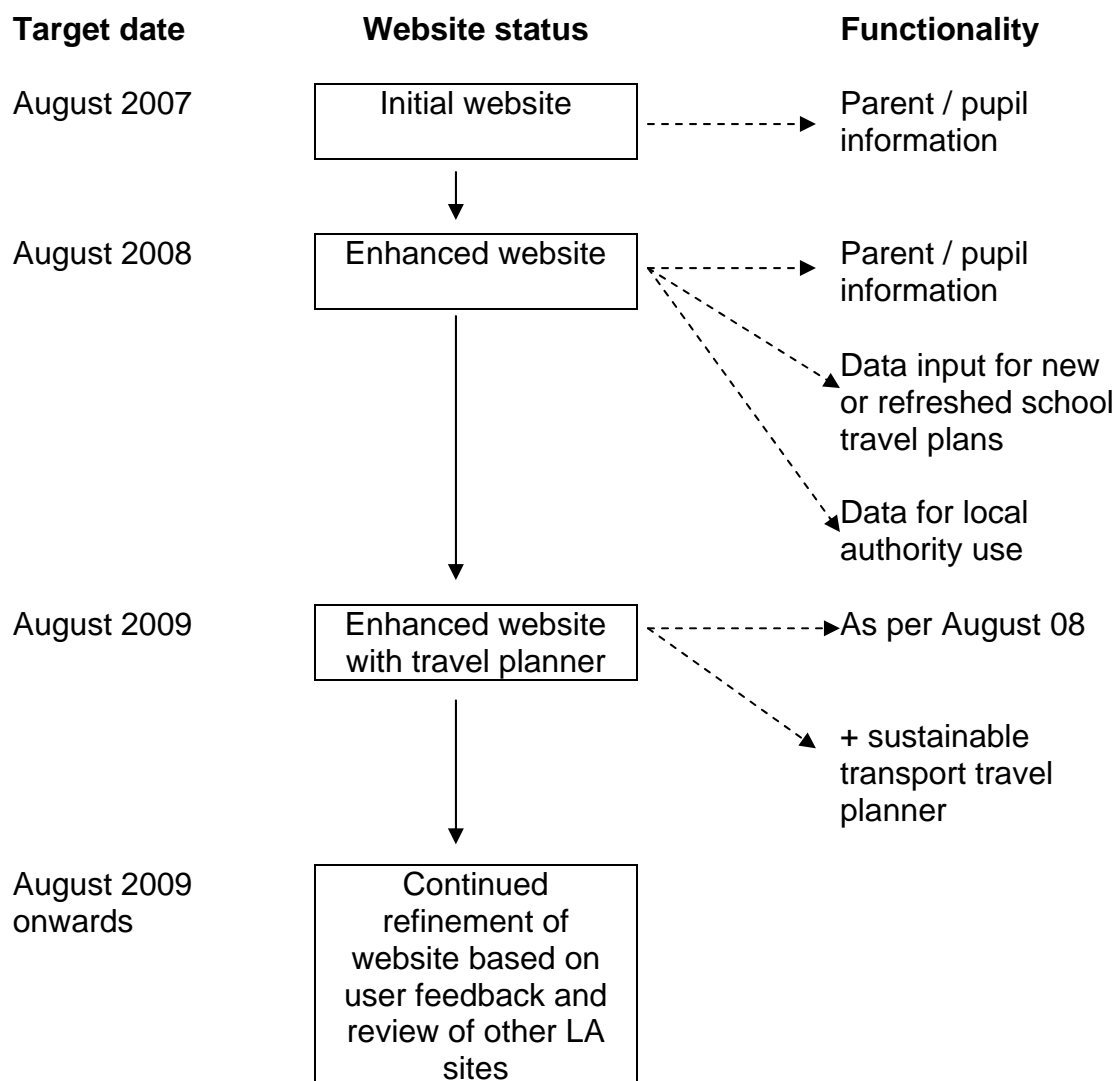 Target date
Website status
Functionality
August 2007
Initial website
Parent / pupil
information
August 2008
Enhanced website
Parent / pupil
information
Data input for new
or refreshed school
travel plans
Data for local
authority use
August 2009
Enhanced website
with travel planner
As per August 08
+ sustainable
transport travel
planner
August 2009
onwards
Continued
refinement of
website based on
user feedback and
review of other LA
sites